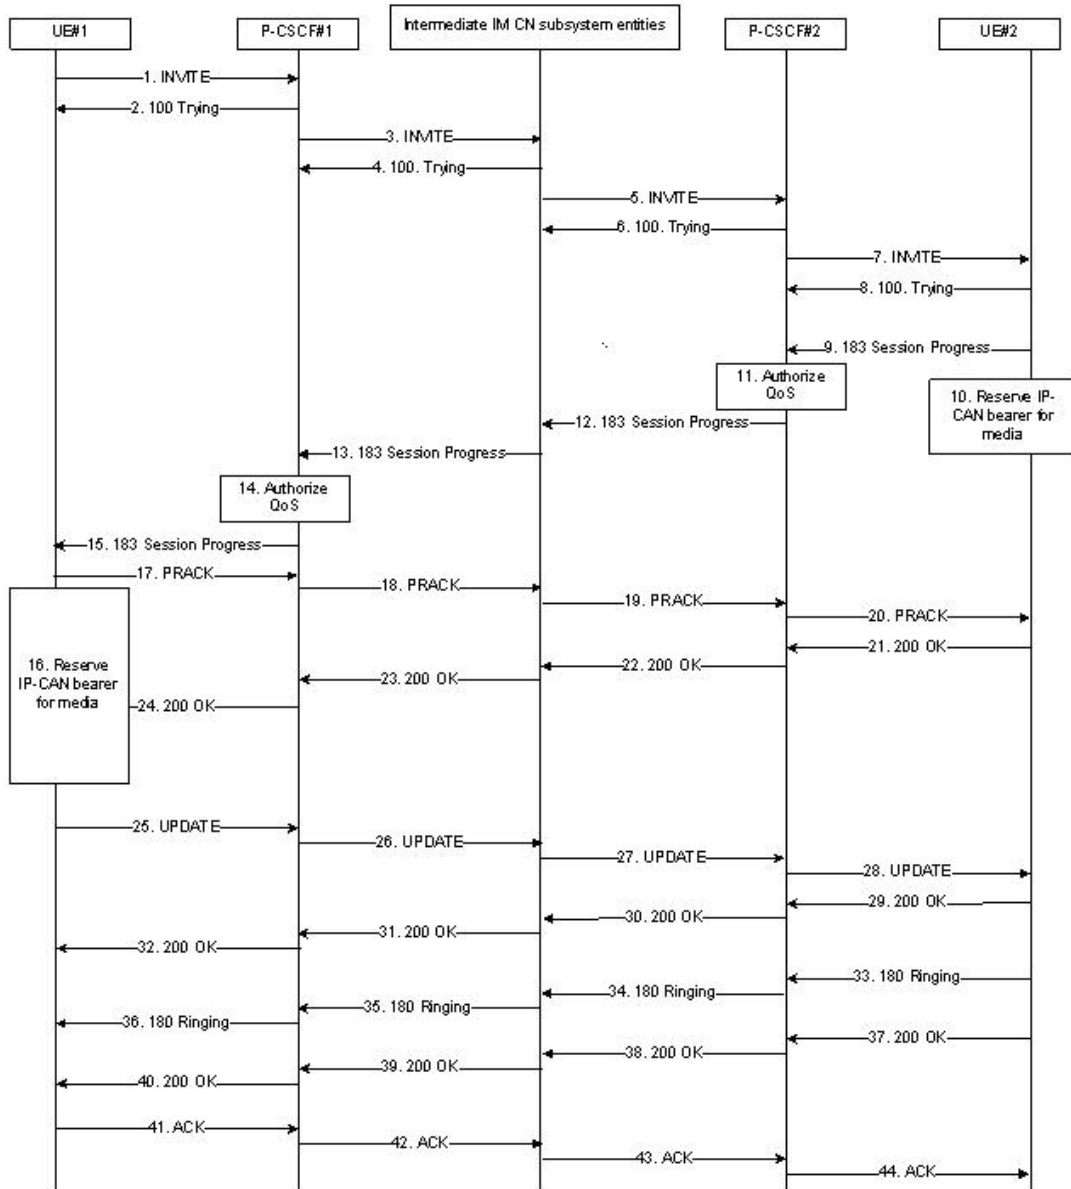 UE#1
P-CSCF#1
Intermediate IM CN subsystem entities
P-CSCF#2
UE#2
1. INVITE
2. 100 Trying
3. INVITE
4. 100. Trying
5. INVITE
6. 100. Trying
7. INVITE
8. 100. Trying
9. 183 Session Progress
11. Authorize
QoS
10. Reserve IP-
CAN bearer for
media
12. 183 Session Progress
13. 183 Session Progress
14. Authorize
QoS
15. 183 Session Progress
17. PRACK
18. PRACK
19. PRACK
20. PRACK
21. 200 OK
22. 200 OK
23. 200 OK
16. Reserve
IP-CAN bearer
for media
24. 200 OK
25. UPDATE
26. UPDATE
27. UPDATE
28. UPDATE
29. 200 OK
30. 200 OK
31. 200 OK
32. 200 OK
33. 180 Ringing
34. 180 Ringing
35. 180 Ringing
36. 180 Ringing
37. 200 OK
38. 200 OK
39. 200 OK
40. 200 OK
41. ACK
42. ACK
43. ACK
44. ACK